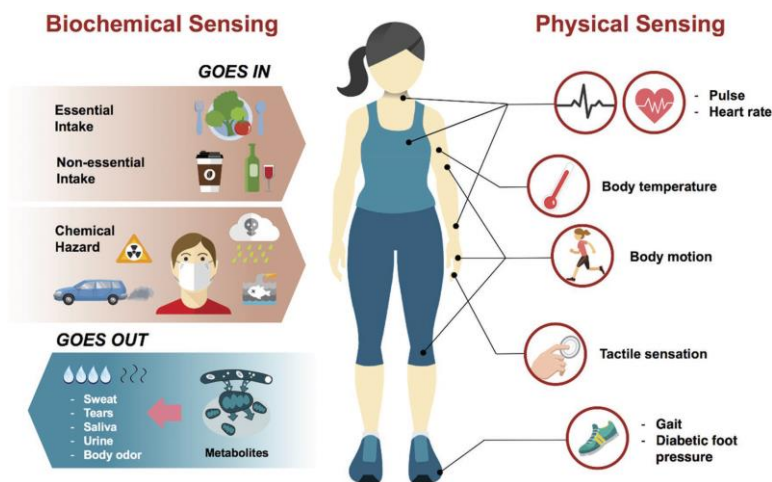 Biochemical Sensing
GOES IN
Essential
Intake
Non-essential
Intake
Chemical
Hazard
GOES OUT
- Sweat
- Tears
- Saliva
- Urine
- Body odor
Metabolites
Physical Sensing
- Pulse
- Heart rate
Body temperature
Body motion
Tactile sensation
- Gait
- Diabetic foot
pressure